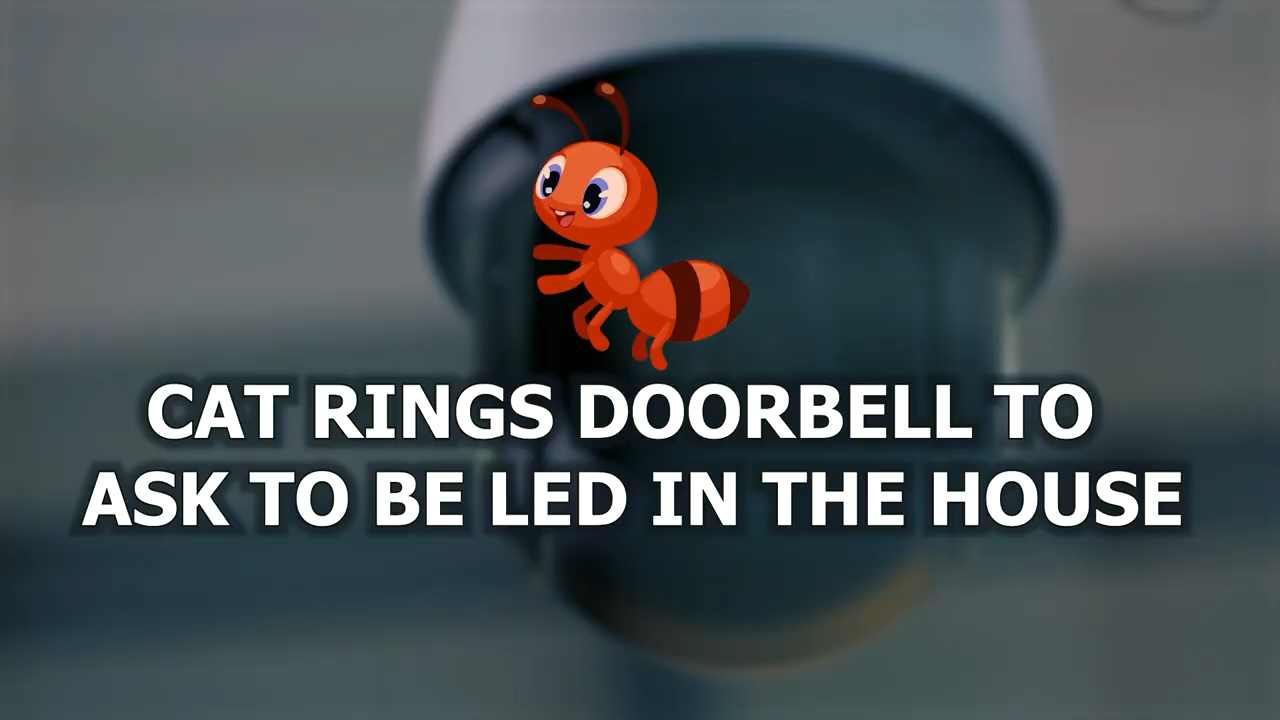 CAT RINGS DOORBELL TO
ASK TO BE LED IN THE HOUSE